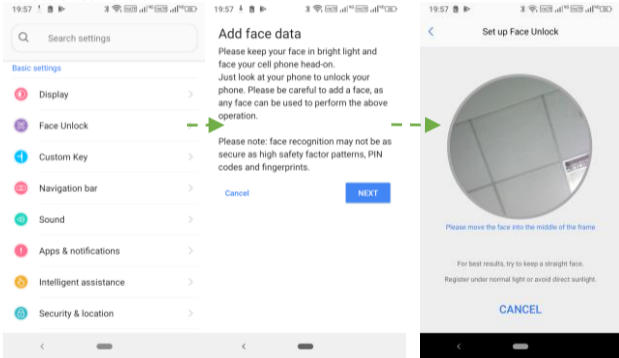 19:57
Search settings
Basic settings
Display
Face Unlock
Custom Key
Navigation bar
Sound
Apps & notifications
Intelligent assistance
Security & location
19:57
Add face data
Please keep your face in bright light and
face your cell phone head-on.
Just look at your phone to unlock your
phone. Please be careful to add a face, as
any face can be used to perform the above
operation.
Please note: face recognition may not be as
secure as high safety factor patterns, PIN
codes and fingerprints.
Cancel
NEXT
19:57
Set up Face Unlock
Please move the face into the middle of the frame
For best results, try to keep a straight face.
Register under normal light or avoid direct sunlight.
CANCEL